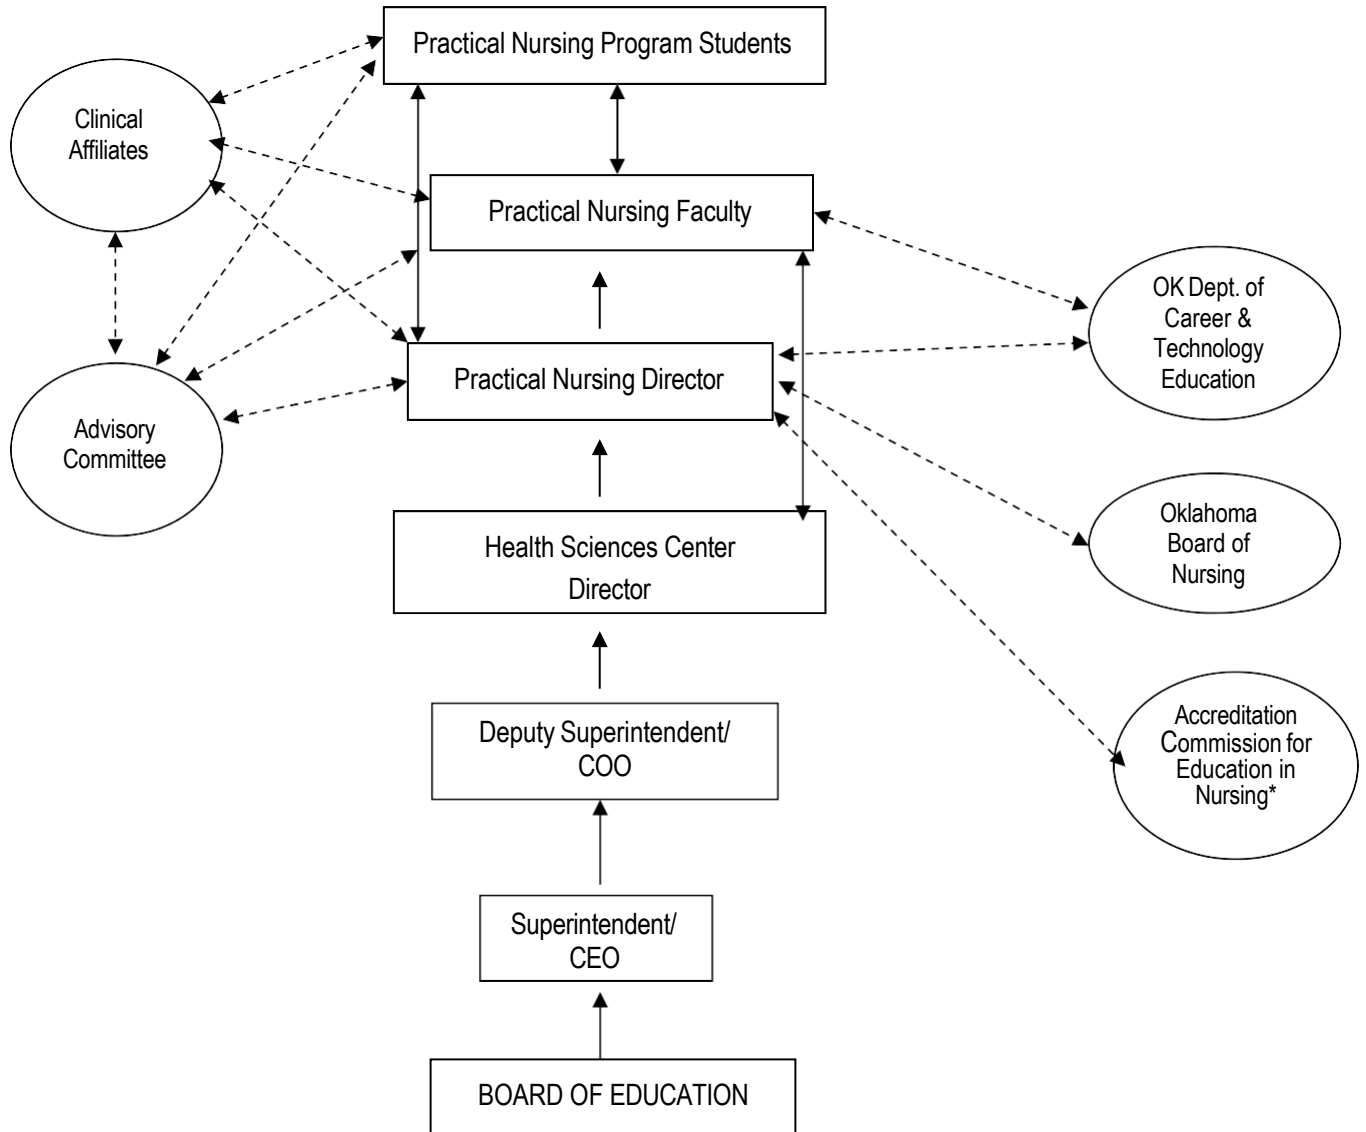 Practical Nursing Program Students
Clinical
Affiliates
Practical Nursing Faculty
OK Dept. of
Career &
Technology
Education
Practical Nursing Director
Advisory
Committee
Health Sciences Center
Director
Oklahoma
Board of
Nursing
Deputy Superintendent/
COO
Accreditation
Commission for
Education in
Nursing*
Superintendent/
CEO
BOARD OF EDUCATION